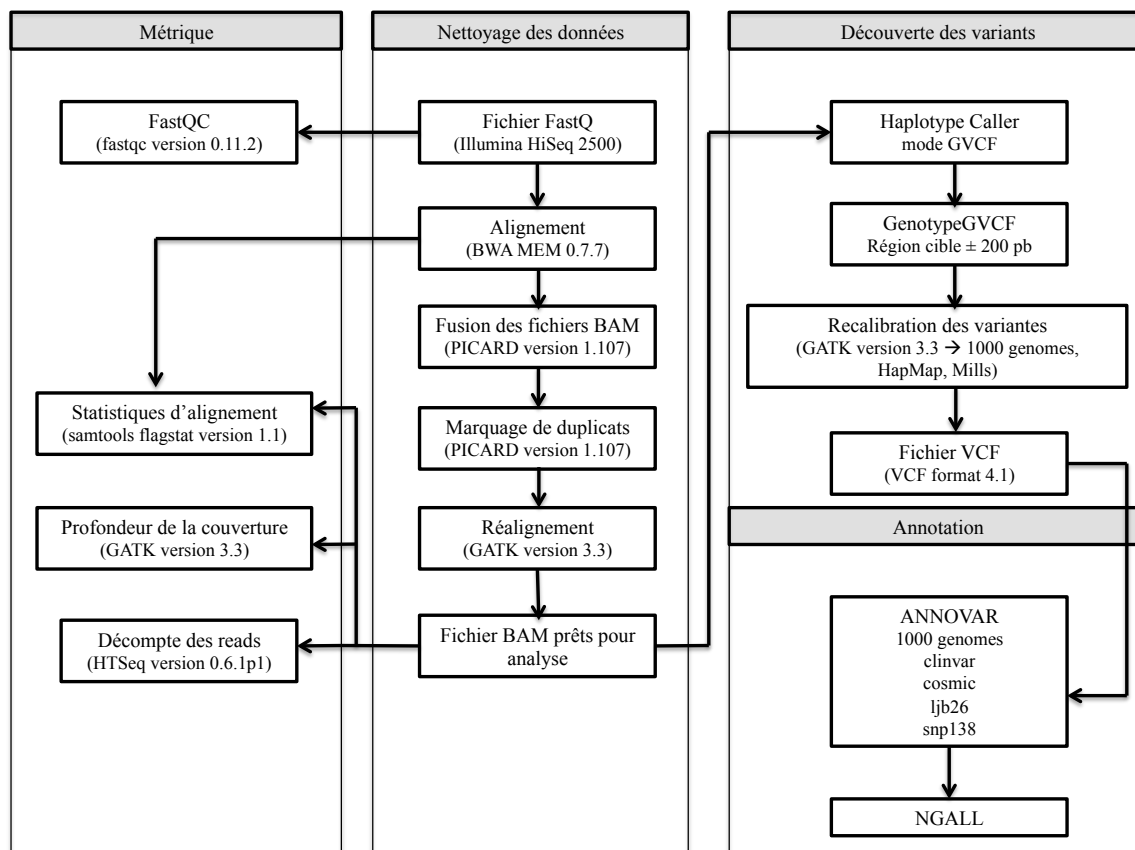 Métrique
FastQC
(fastqc version 0.11.2)
Statistiques d'alignement
(samtools flagstat version 1.1)
Profondeur de la couverture
(GATK version 3.3)
Décompte des reads
(HTSeq version 0.6.1p1)
Nettoyage des données
Fichier FastQ
(Illumina HiSeq 2500)
Alignement
(BWA MEM 0.7.7)
Fusion des fichiers BAM
(PICARD version 1.107)
Marquage de duplicats
(PICARD version 1.107)
Réalignement
(GATK version 3.3)
Fichier BAM prêts pour
analyse
Découverte des variants
Haplotype Caller
mode GVCF
GenotypeGVCF
Région cible ± 200 pb
Recalibration des variantes
(GATK version 3.3 → 1000 genomes,
HapMap, Mills)
Fichier VCF
(VCF format 4.1)
Annotation
ANNOVAR
1000 genomes
clinvar
cosmic
ljb26
snp138
NGALL